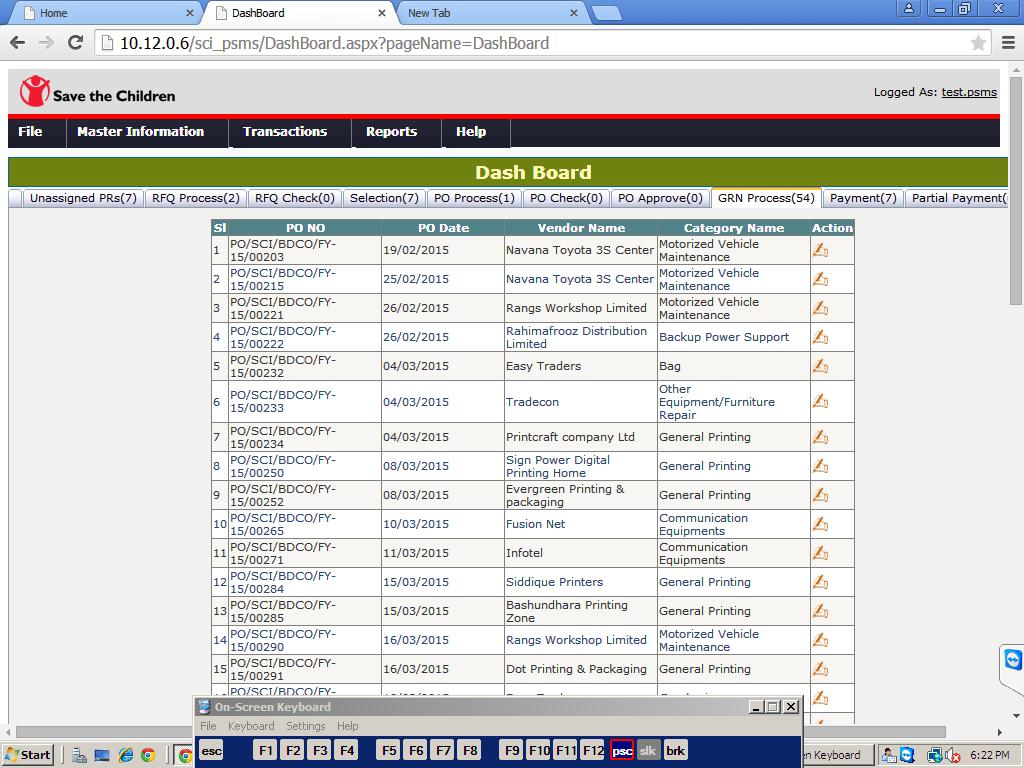 Home
DashBoard
New Tab
10.12.0.6/sci_psms/DashBoard.aspx?pageName=DashBoard
Save the Children
Logged As: test.psms
File Master Information Transactions Reports Help
Dash Board
Unassigned PRs(7) RFQ Process(2) RFQ Check(0) Selection(7) PO Process(1) PO Check(0) PO Approve(0) GRN Process(54) Payment(7) Partial Payment(
Sl PO NO PO Date Vendor Name Category Name Action
1 PO/SCI/BDCO/FY-15/00203 19/02/2015 Navana Toyota 3S Center Motorized Vehicle Maintenance
2 PO/SCI/BDCO/FY-15/00215 25/02/2015 Navana Toyota 3S Center Motorized Vehicle Maintenance
3 PO/SCI/BDCO/FY-15/00221 26/02/2015 Rangs Workshop Limited Motorized Vehicle Maintenance
4 PO/SCI/BDCO/FY-15/00222 26/02/2015 Rahimafrooz Distribution Limited Backup Power Support
5 PO/SCI/BDCO/FY-15/00232 04/03/2015 Easy Traders Bag
6 PO/SCI/BDCO/FY-15/00233 04/03/2015 Tradecon Other Equipment/Furniture Repair
7 PO/SCI/BDCO/FY-15/00234 04/03/2015 Printcraft company Ltd General Printing
8 PO/SCI/BDCO/FY-15/00250 08/03/2015 Sign Power Digital Printing Home General Printing
9 PO/SCI/BDCO/FY-15/00252 08/03/2015 Evergreen Printing & packaging General Printing
10 PO/SCI/BDCO/FY-15/00265 10/03/2015 Fusion Net Communication Equipments
11 PO/SCI/BDCO/FY-15/00271 11/03/2015 Infotel Communication Equipments
12 PO/SCI/BDCO/FY-15/00284 15/03/2015 Siddique Printers General Printing
13 PO/SCI/BDCO/FY-15/00285 15/03/2015 Bashundhara Printing Zone General Printing
14 PO/SCI/BDCO/FY-15/00290 16/03/2015 Rangs Workshop Limited Motorized Vehicle Maintenance
15 PO/SCI/BDCO/FY-15/00291 16/03/2015 Dot Printing & Packaging General Printing
On-Screen Keyboard
File Keyboard Settings Help
esc F1 F2 F3 F4 F5 F6 F7 F8 F9 F10 F11 F12 psc slk brk
Start
en Keyboard
6:22 PM